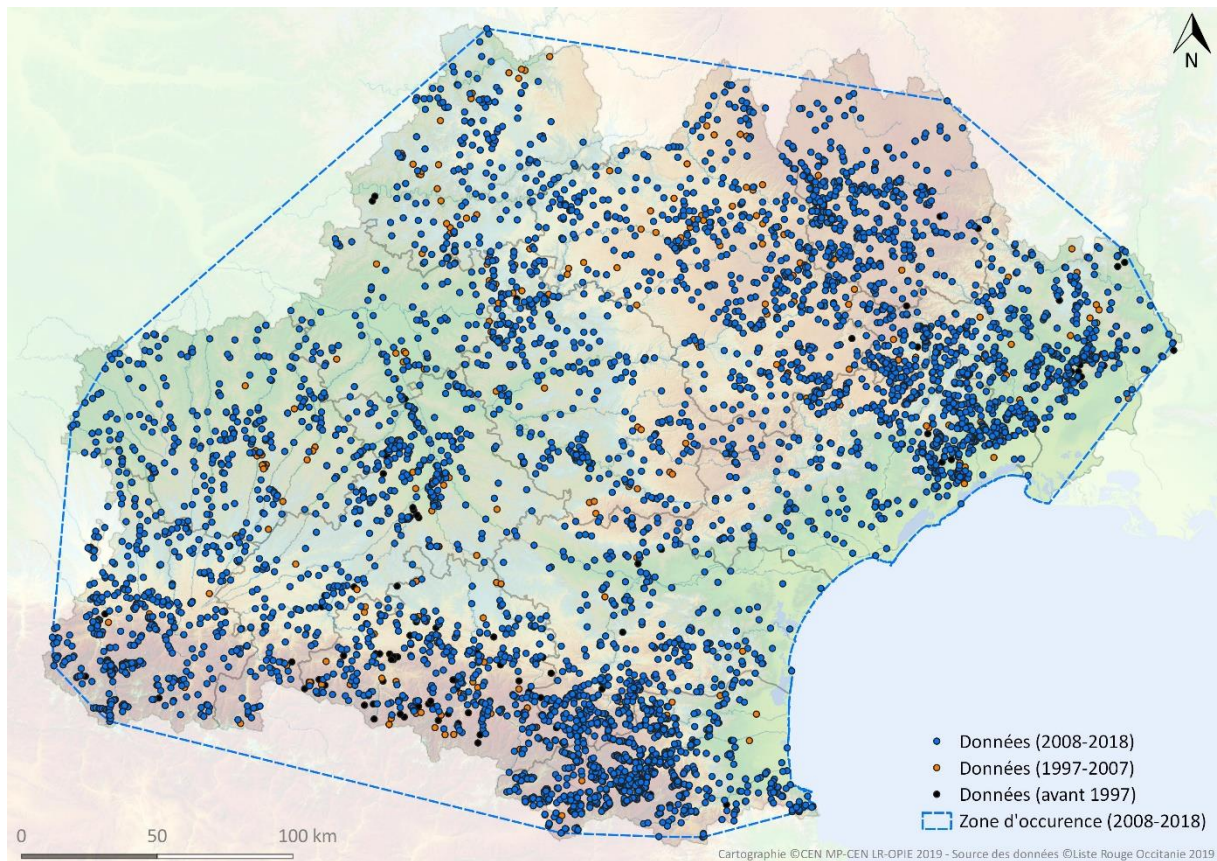 N
Données (2008-2018)
Données (1997-2007)
Données (avant 1997)
Zone d'occurence (2008-2018)
0 50 100 km
Cartographie ©CEN MP-CEN LR-OPIE 2019 - Source des données ©Liste Rouge Occitanie 2019